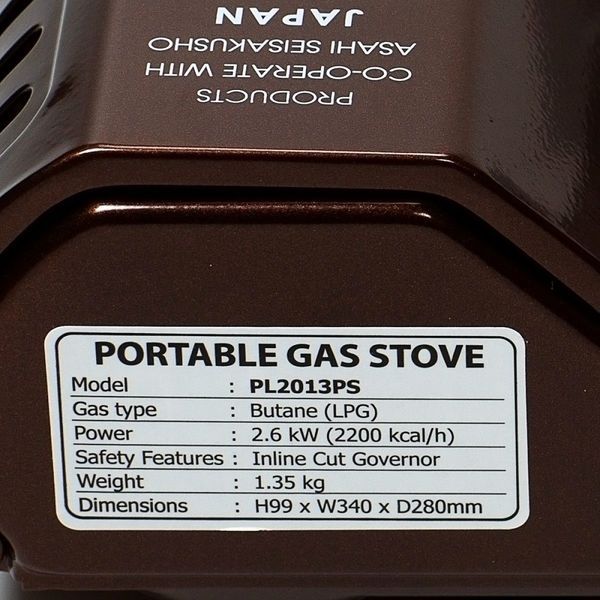 PRODUCTS
CO-OPERATE WITH
ASAHI SEISAKUSHO
JAPAN
PORTABLE GAS STOVE
Model : PL2013PS
Gas type : Butane (LPG)
Power : 2.6 kW (2200 kcal/h)
Safety Features : Inline Cut Governor
Weight : 1.35 kg
Dimensions : H99 x W340 x D280mm